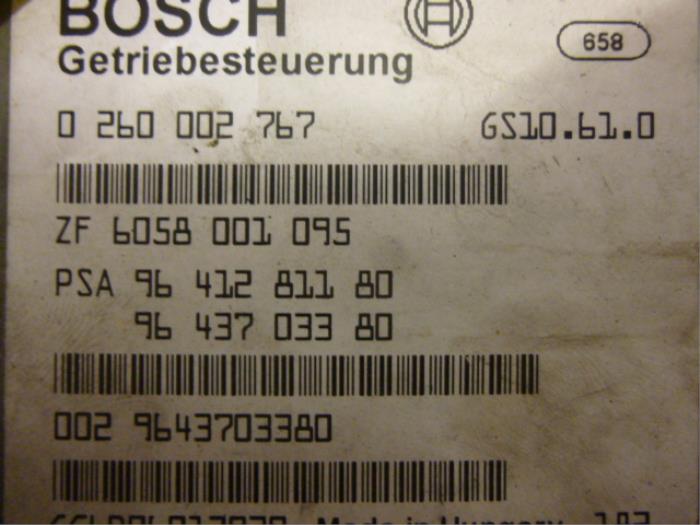 BOSCH
658
Getriebesteuerung
0 260 002 767 GS10.61.0
ZF 6058 001 095
PSA 96 412 811 80
96 437 033 80
002 9643703380
Made in Hungary